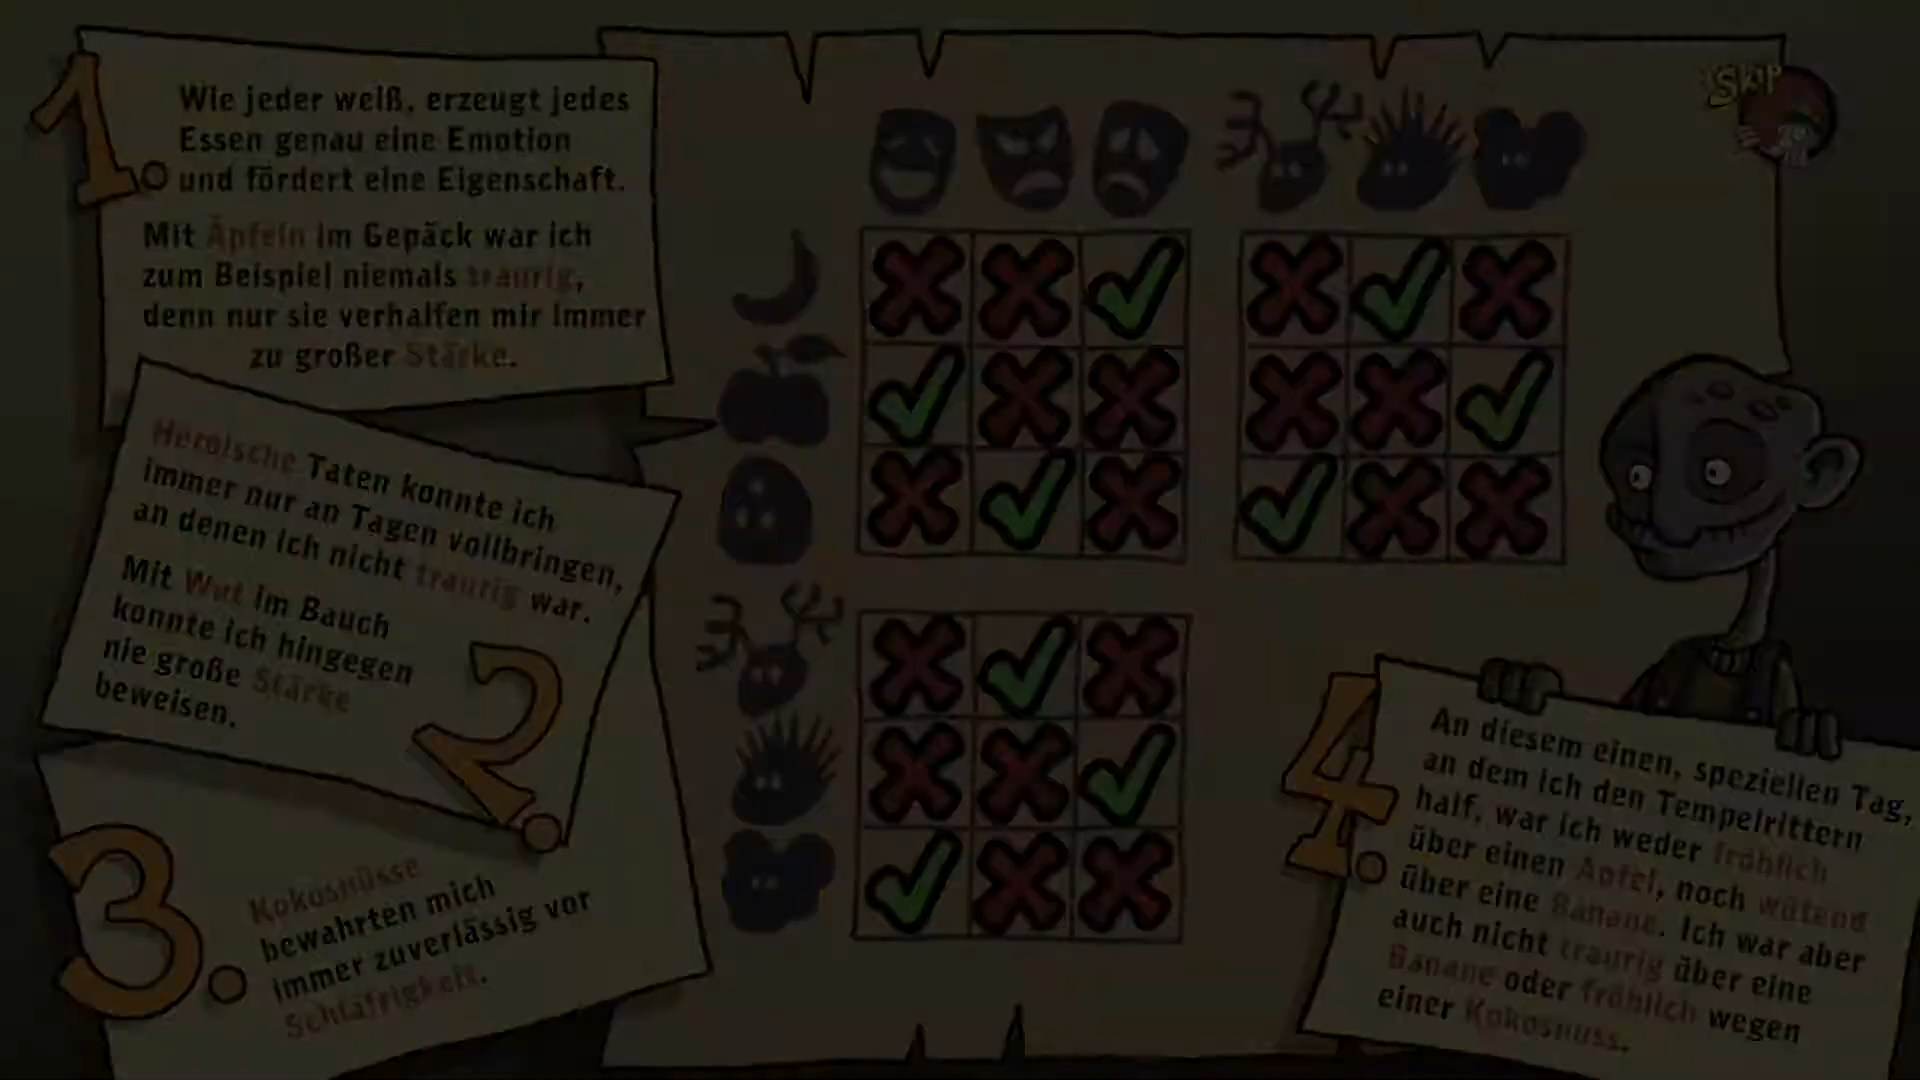 1.
Wie jeder weiß, erzeugt jedes
Essen genau eine Emotion
und fördert eine Eigenschaft.
Mit Äpfeln im Gepäck war ich
zum Beispiel niemals traurig,
denn nur sie verhalfen mir immer
zu großer Stärke.
Heroische Taten konnte ich
immer nur an Tagen vollbringen,
an denen ich nicht traurig war.
Mit Wut im Bauch
konnte ich hingegen
nie große Stärke
beweisen.
2.
3.
Kokosnüsse
bewahrten mich
immer zuverlässig vor
Schläfrigkeit.
Skip
4.
An diesem einen, speziellen Tag,
an dem ich den Tempelrittern
half, war ich weder fröhlich
über einen Apfel, noch wütend
über eine Banane. Ich war aber
auch nicht traurig über eine
Banane oder fröhlich wegen
einer Kokosnuss.